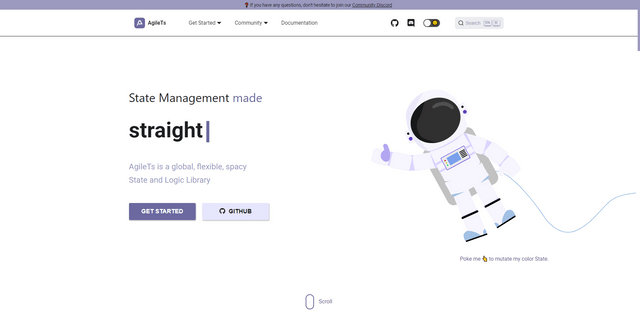 If you have any questions, don't hesitate to join our Community Discord
AgileTs
Get Started
Community
Documentation
Search
State Management made
straight
AgileTs is a global, flexible, spacy
State and Logic Library
GET STARTED
GITHUB
Poke me to mutate my color State.
Scroll